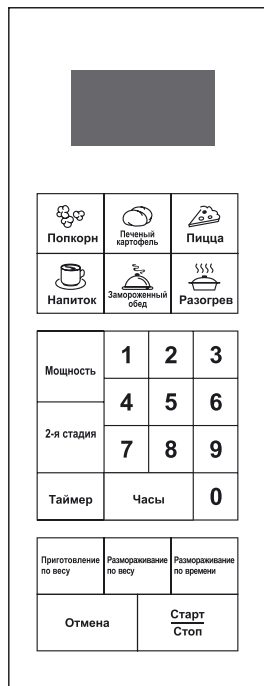 Попкорн
Печеный
картофель
Пицца
Напиток
Замороженный
обед
Разогрев
Мощность
1 2 3
4 5 6
2-я стадия
7 8 9
Таймер Часы 0
Приготовление
по весу
Размораживание
по весу
Размораживание
по времени
Отмена
Старт
Стоп